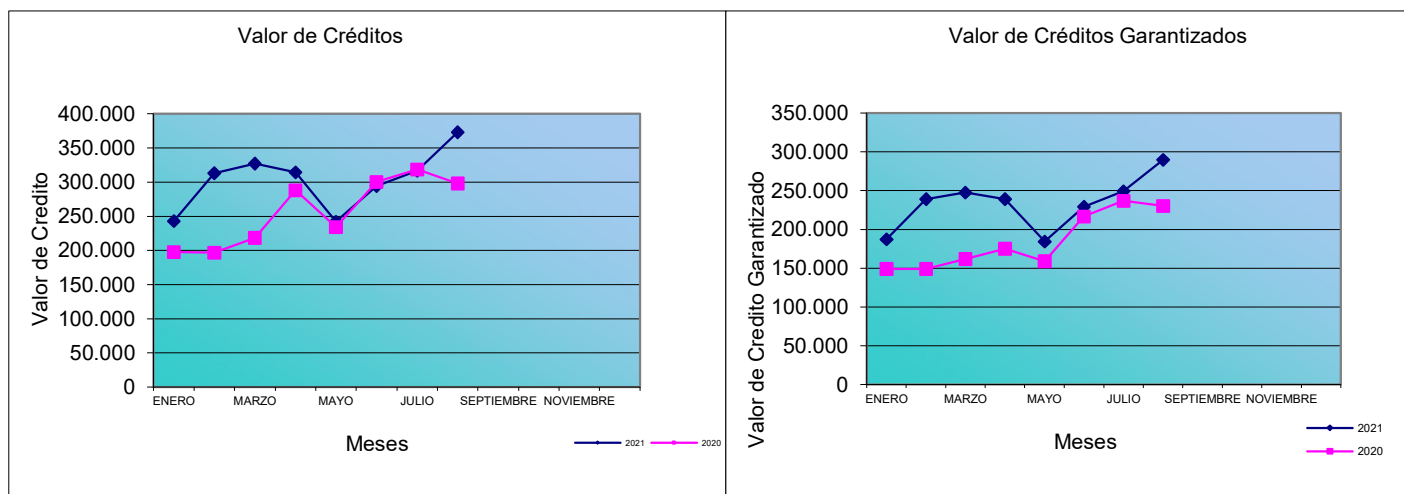 Valor de Créditos
Valor de Credito
400.000
350.000
300.000
250.000
200.000
150.000
100.000
50.000
0
ENERO MARZO MAYO JULIO SEPTIEMBRE NOVIEMBRE
Meses
2021 2020
Valor de Créditos Garantizados
Valor de Credito Garantizado
350.000
300.000
250.000
200.000
150.000
100.000
50.000
0
ENERO MARZO MAYO JULIO SEPTIEMBRE NOVIEMBRE
Meses
2021
2020